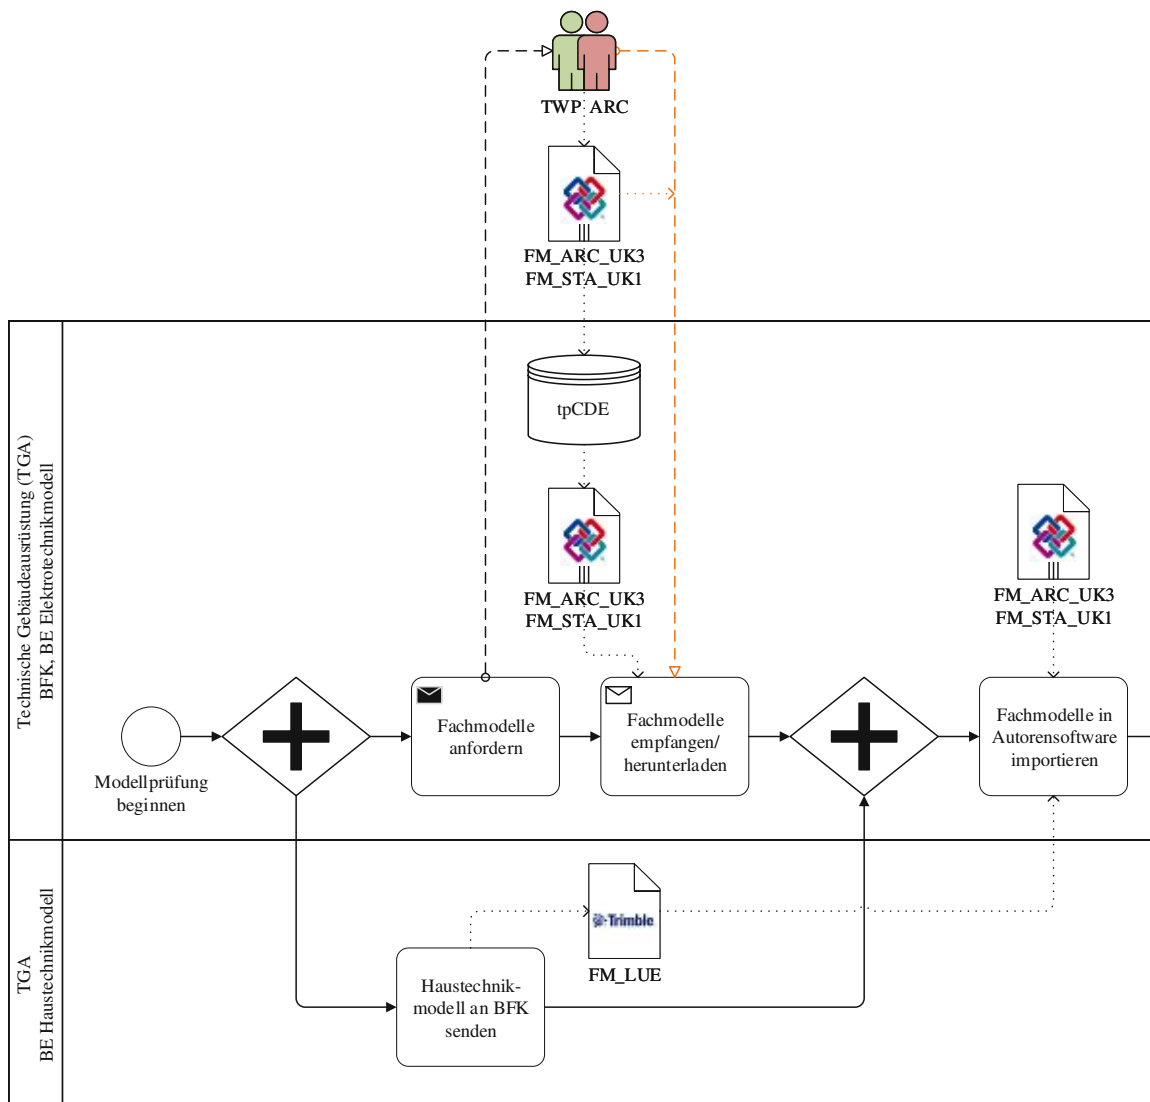 TWP ARC
FM_ARC_UK3
FM_STA_UK1
Technische Gebäudeausrüstung (TGA)
BFK, BE Elektrotechnikmodell
tpCDE
FM_ARC_UK3
FM_STA_UK1
FM_ARC_UK3
FM_STA_UK1
Modellprüfung
beginnen
Fachmodelle
anfordern
Fachmodelle
empfangen/
herunterladen
Fachmodelle in
Autorensoftware
importieren
TGA
BE Haustechnikmodell
Trimble
FM_LUE
Haustechnik-
modell an BFK
senden